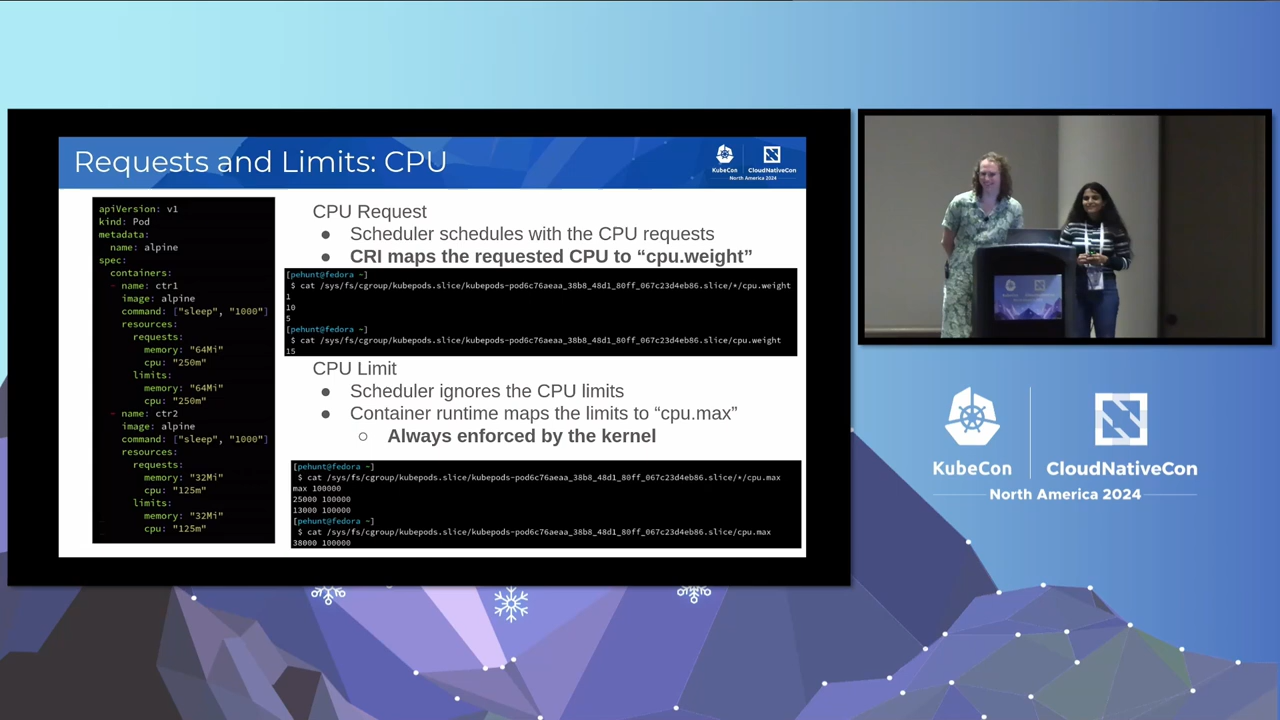 Requests and Limits: CPU
KubeCon
CloudNativeCon
North America 2024
apiVersion: v1
kind: Pod
metadata:
name: alpine
spec:
containers:
- name: ctr1
image: alpine
command: ["sleep", "1000"]
resources:
requests:
memory: "64Mi"
cpu: "250m"
limits:
memory: "64Mi"
cpu: "250m"
- name: ctr2
image: alpine
command: ["sleep", "1000"]
resources:
requests:
memory: "32Mi"
cpu: "125m"
limits:
memory: "32Mi"
cpu: "125m"
CPU Request
● Scheduler schedules with the CPU requests
● CRI maps the requested CPU to “cpu.weight”
[pehunt@fedora ~]
$ cat /sys/fs/cgroup/kubepods.slice/kubepods-pod6c76aeaa_38b8_48d1_80ff_067c23d4eb86.slice/*/cpu.weight
1
10
5
[pehunt@fedora ~]
$ cat /sys/fs/cgroup/kubepods.slice/kubepods-pod6c76aeaa_38b8_48d1_80ff_067c23d4eb86.slice/cpu.weight
15
CPU Limit
● Scheduler ignores the CPU limits
● Container runtime maps the limits to “cpu.max”
○ Always enforced by the kernel
[pehunt@fedora ~]
$ cat /sys/fs/cgroup/kubepods.slice/kubepods-pod6c76aeaa_38b8_48d1_80ff_067c23d4eb86.slice/*/cpu.max
max 100000
25000 100000
13000 100000
[pehunt@fedora ~]
$ cat /sys/fs/cgroup/kubepods.slice/kubepods-pod6c76aeaa_38b8_48d1_80ff_067c23d4eb86.slice/cpu.max
38000 100000
KubeCon
CloudNativeCon
North America 2024